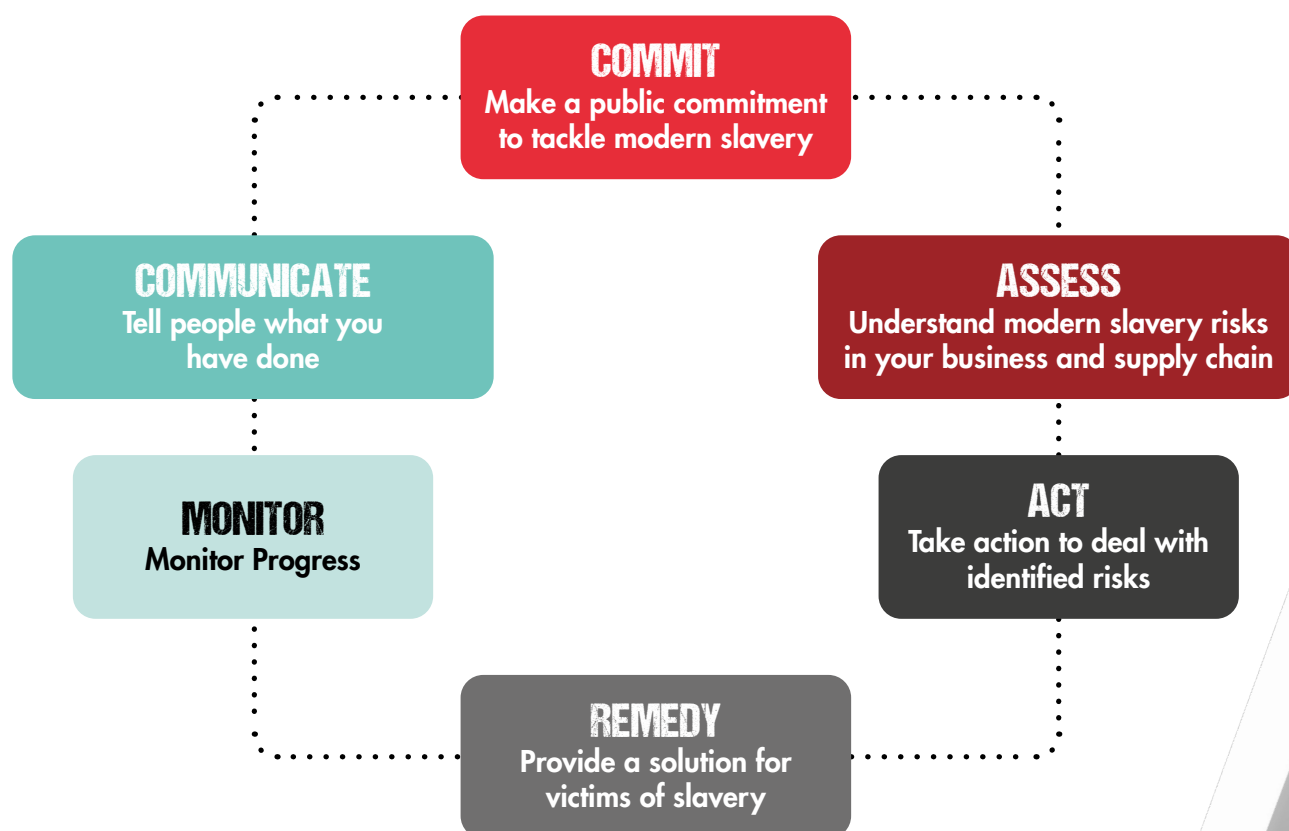 COMMIT
Make a public commitment
to tackle modern slavery
COMMUNICATE
Tell people what you
have done
ASSESS
Understand modern slavery risks
in your business and supply chain
MONITOR
Monitor Progress
ACT
Take action to deal with
identified risks
REMEDY
Provide a solution for
victims of slavery